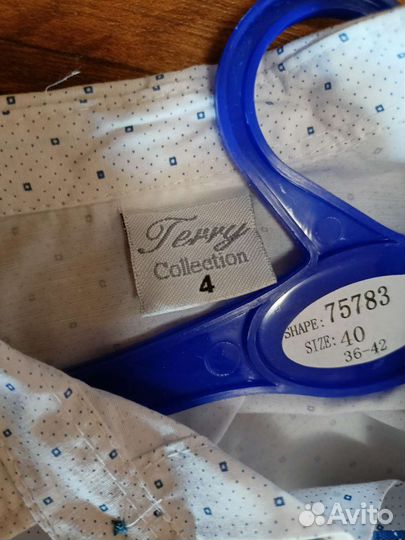 Terry
Collection
4
SHAPE: 75783
SIZE: 40
36-42
Avito